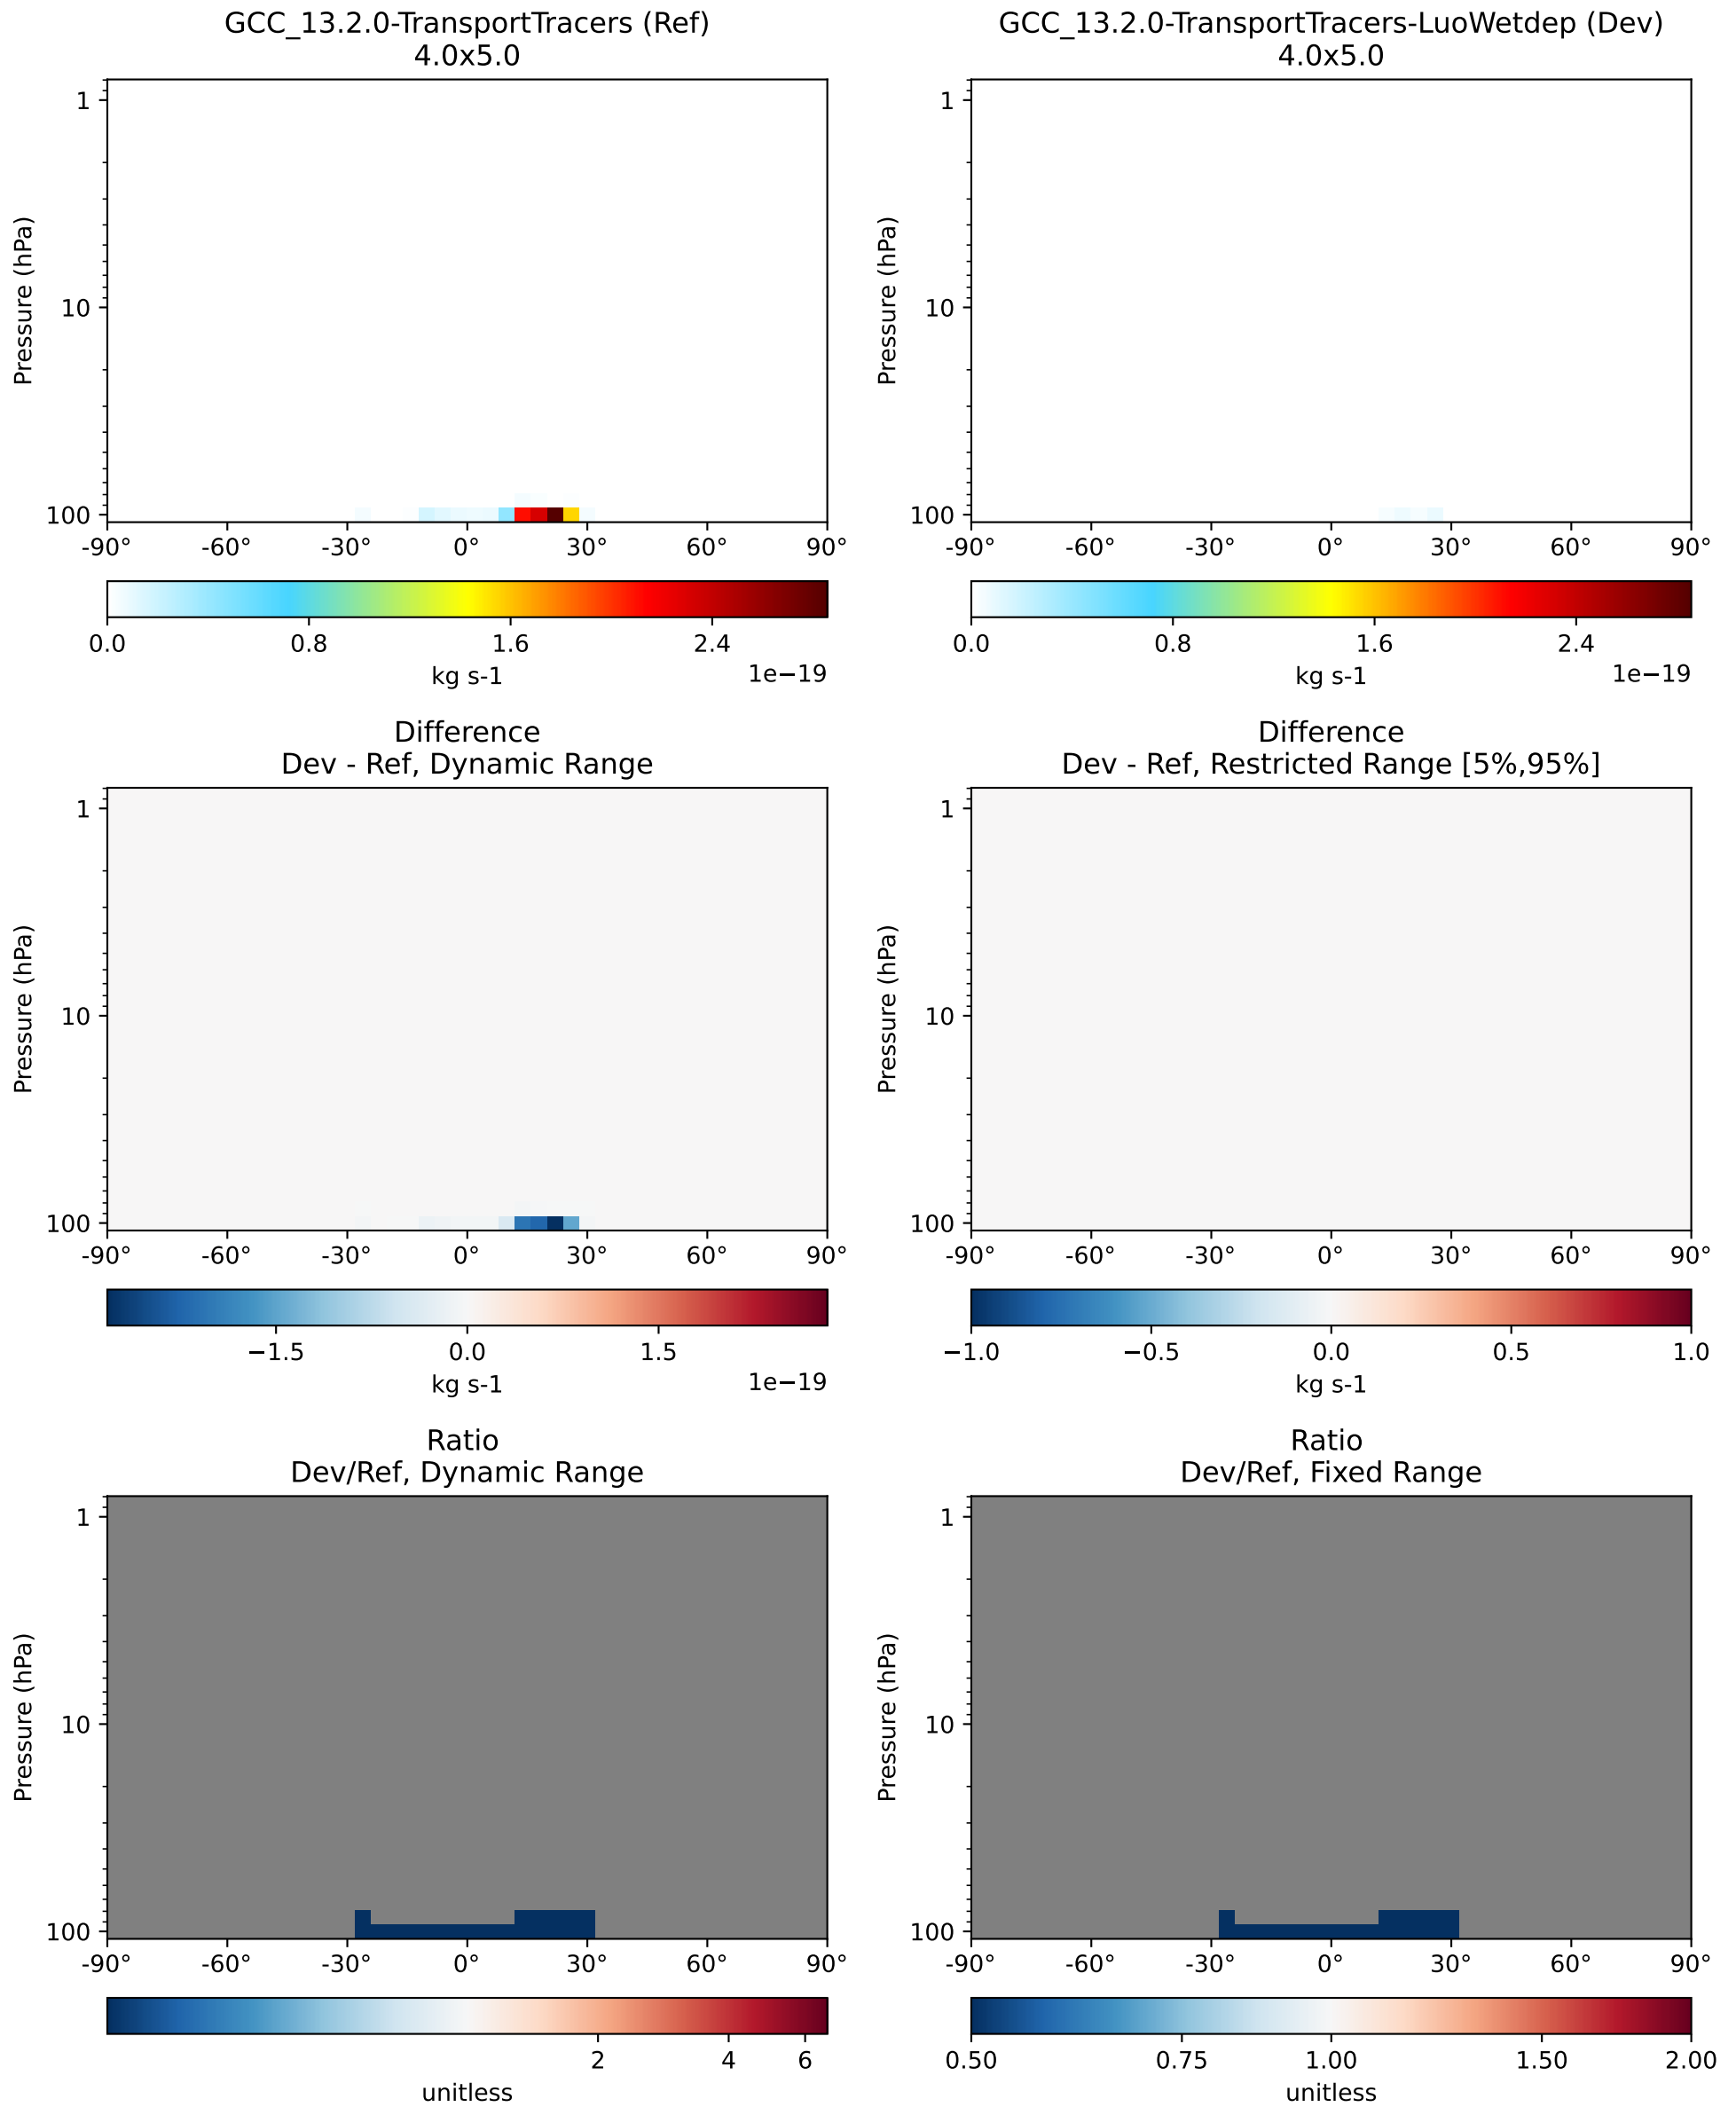 GCC_13.2.0-TransportTracers (Ref)
4.0x5.0
GCC_13.2.0-TransportTracers-LuoWetdep (Dev)
4.0x5.0
Pressure (hPa)
1
10
100
-90° -60° -30° 0° 30° 60° 90°
0.0 0.8 1.6 2.4
kg s-1
1e−19
Pressure (hPa)
1
10
100
-90° -60° -30° 0° 30° 60° 90°
0.0 0.8 1.6 2.4
kg s-1
1e−19
Difference
Dev - Ref, Dynamic Range
Difference
Dev - Ref, Restricted Range [5%,95%]
Pressure (hPa)
1
10
100
-90° -60° -30° 0° 30° 60° 90°
−1.5 0.0 1.5
kg s-1
1e−19
Pressure (hPa)
1
10
100
-90° -60° -30° 0° 30° 60° 90°
−1.0 −0.5 0.0 0.5 1.0
kg s-1
Ratio
Dev/Ref, Dynamic Range
Ratio
Dev/Ref, Fixed Range
Pressure (hPa)
1
10
100
-90° -60° -30° 0° 30° 60° 90°
2 4 6
unitless
Pressure (hPa)
1
10
100
-90° -60° -30° 0° 30° 60° 90°
0.50 0.75 1.00 1.50 2.00
unitless